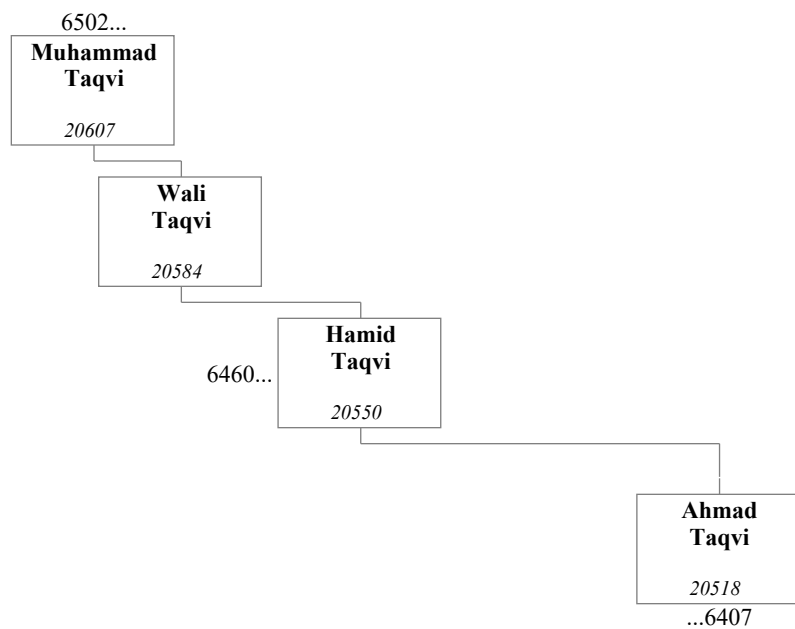 6502...
Muhammad
Taqvi
20607
Wali
Taqvi
20584
Hamid
Taqvi
6460...
20550
Ahmad
Taqvi
20518
...6407